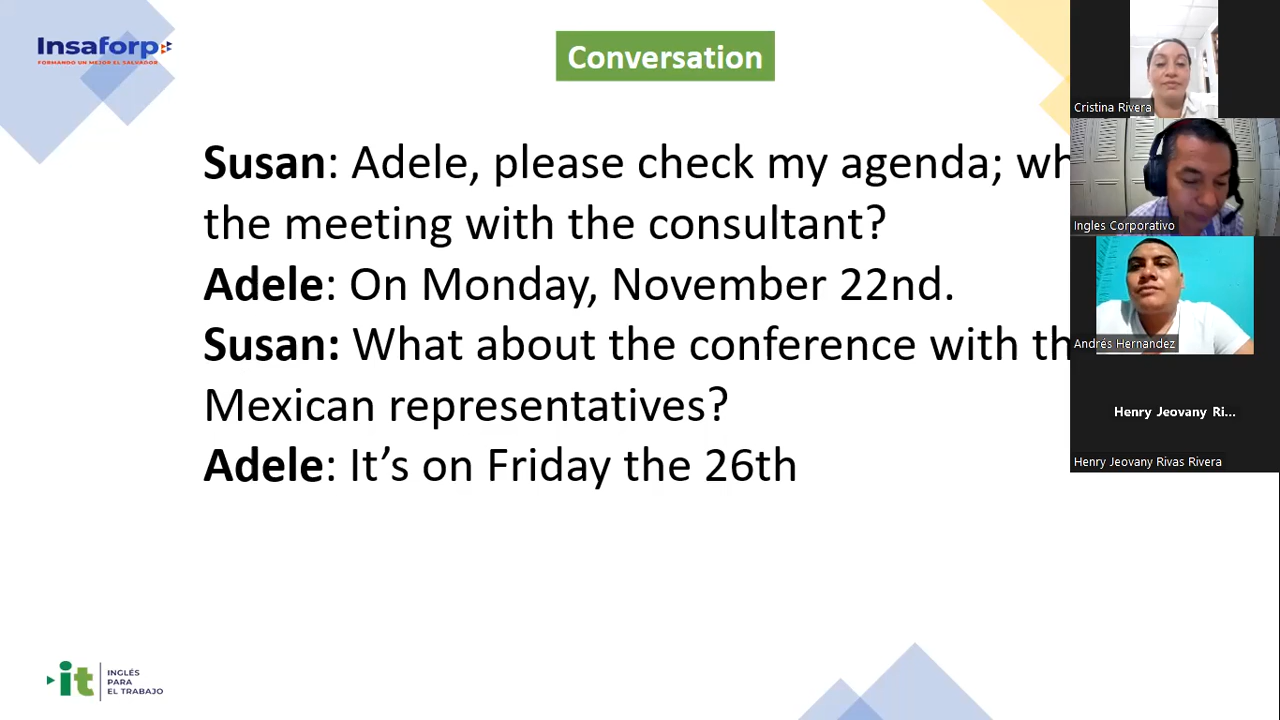 Insaforp
FORMANDO UN MEJOR EL SALVADOR
Conversation
Susan: Adele, please check my agenda; wh
the meeting with the consultant?
Adele: On Monday, November 22nd.
Susan: What about the conference with th
Mexican representatives?
Adele: It’s on Friday the 26th
it
INGLÉS
PARA
EL TRABAJO
Cristina Rivera
Ingles Corporativo
Andrés Hernandez
Henry Jeovany Ri...
Henry Jeovany Rivas Rivera